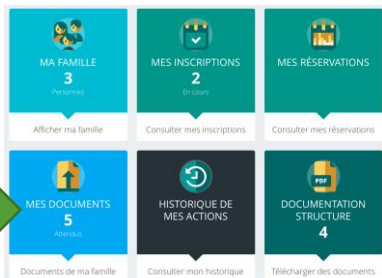 MA FAMILLE
3
Personnes
Afficher ma famille
MES INSCRIPTIONS
2
En cours
Consulter mes inscriptions
MES RÉSERVATIONS
Consulter mes réservations
MES DOCUMENTS
5
Attendus
Documents de ma famille
HISTORIQUE DE
MES ACTIONS
Consulter mon historique
PDF
DOCUMENTATION
STRUCTURE
4
Télécharger des documents